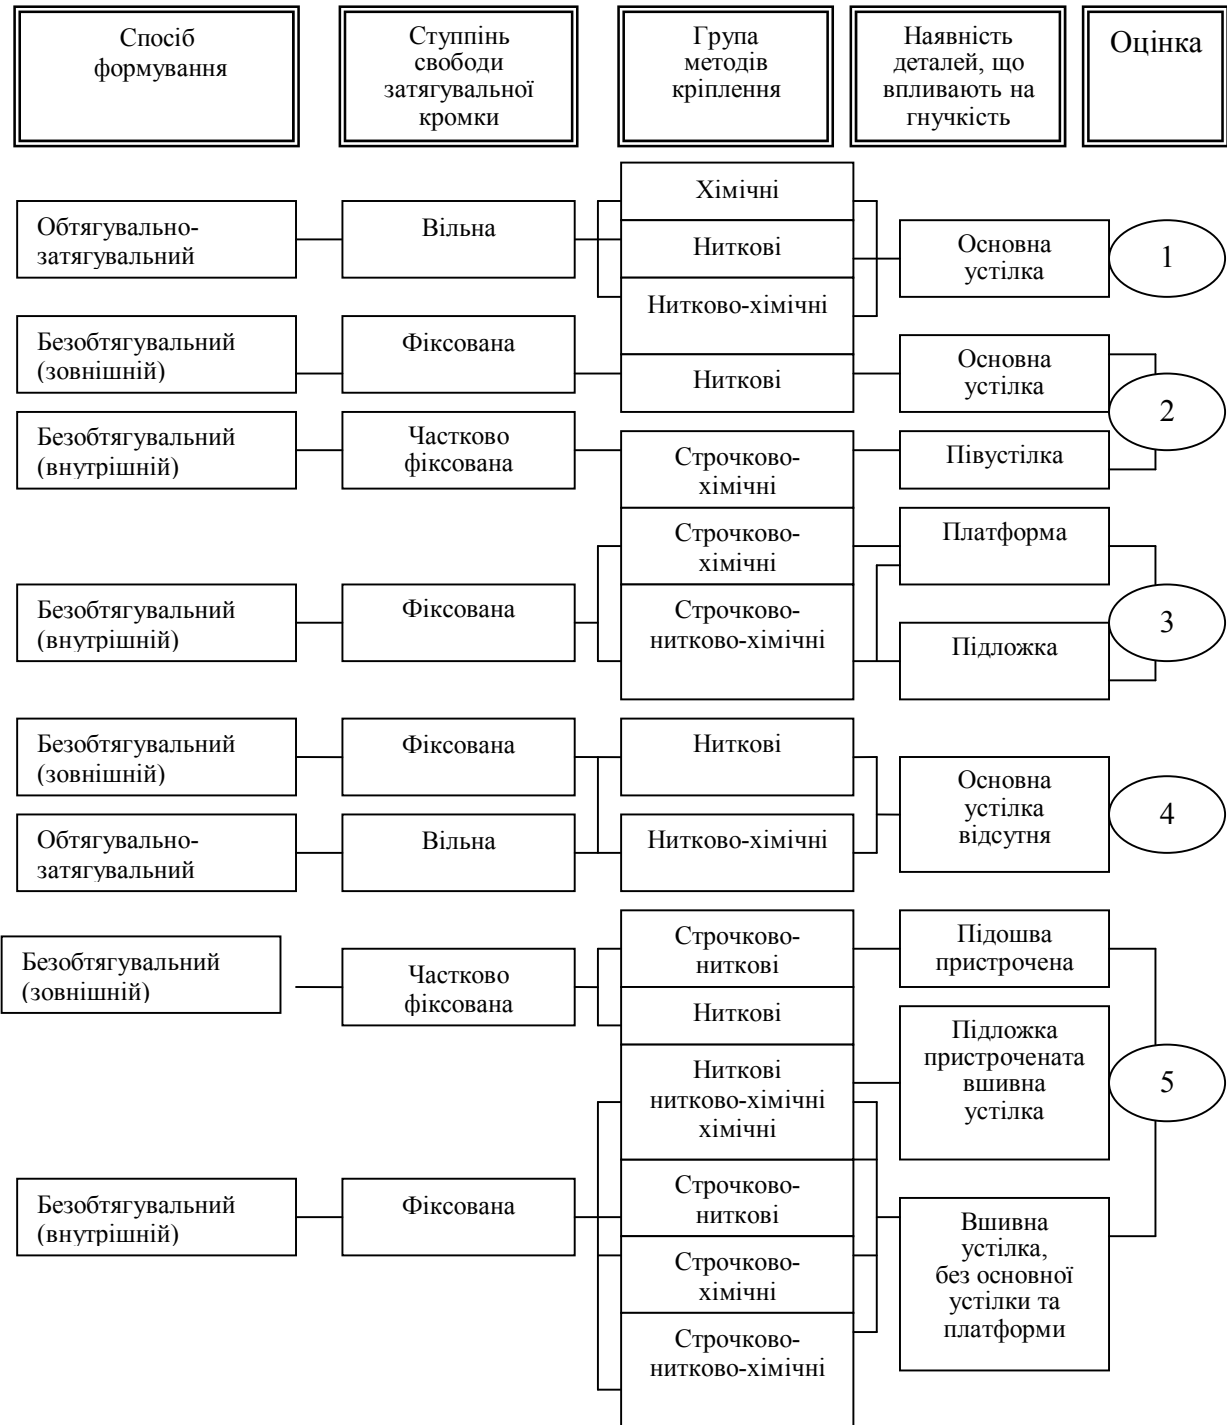 Спосіб
формування
Ступпінь
свободи
затягувальної
кромки
Група
методів
кріплення
Наявність
деталей, що
впливають на
гнучкість
Оцінка
Обтягувально-
затягувальний
Вільна
Хімічні
Ниткові
Нитково-хімічні
Основна
устілка
1
Безобтягувальний
(зовнішній)
Фіксована
Ниткові
Основна
устілка
2
Безобтягувальний
(внутрішній)
Частково
фіксована
Строчково-
хімічні
Півустілка
Строчково-
хімічні
Платформа
Безобтягувальний
(внутрішній)
Фіксована
Строчково-
нитково-хімічні
Підложка
3
Безобтягувальний
(зовнішній)
Фіксована
Ниткові
Основна
устілка
відсутня
4
Обтягувально-
затягувальний
Вільна
Нитково-хімічні
Безобтягувальний
(зовнішній)
Частково
фіксована
Строчково-
ниткові
Підошва
пристрочена
Ниткові
Ниткові
нитково-хімічні
хімічні
Підложка
пристрочената
вшивна
устілка
5
Безобтягувальний
(внутрішній)
Фіксована
Строчково-
ниткові
Строчково-
хімічні
Строчково-
нитково-хімічні
Вшивна
устілка,
без основної
устілки та
платформи